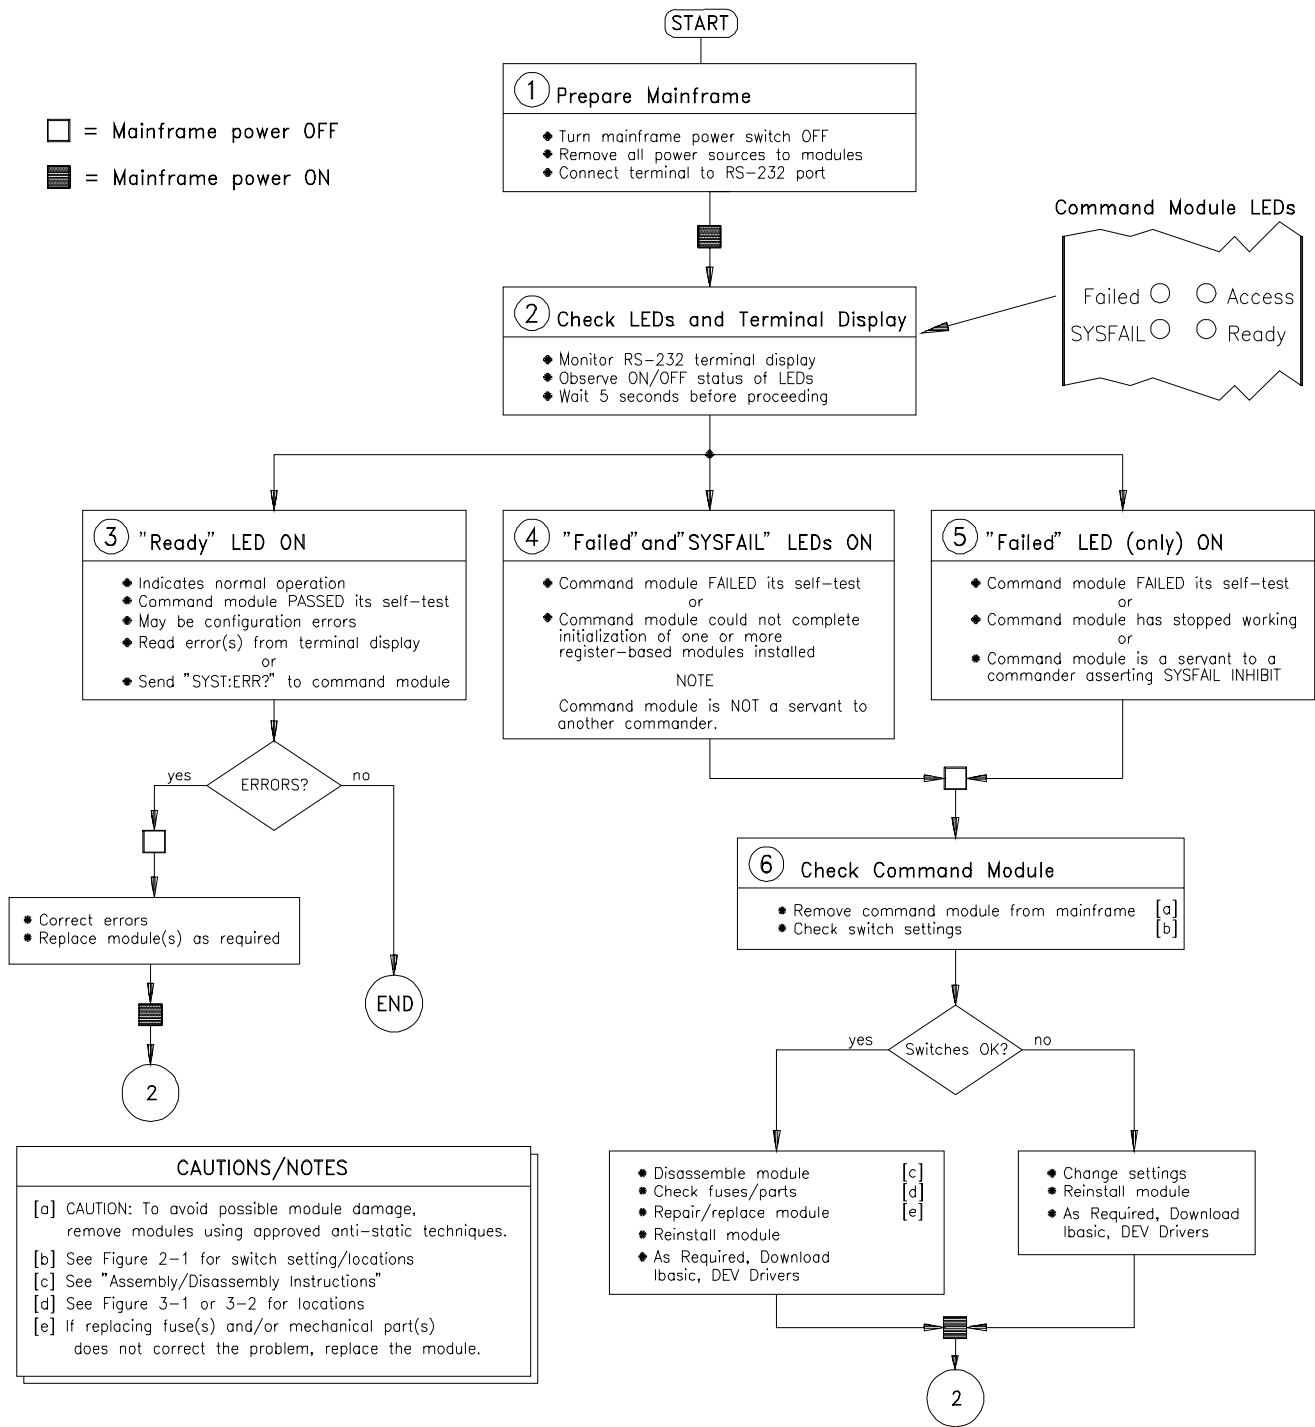 START
1 Prepare Mainframe
Turn mainframe power switch OFF
Remove all power sources to modules
Connect terminal to RS-232 port
= Mainframe power OFF
= Mainframe power ON
Command Module LEDs
Failed Access
SYSFAIL Ready
2 Check LEDs and Terminal Display
Monitor RS-232 terminal display
Observe ON/OFF status of LEDs
Wait 5 seconds before proceeding
3 "Ready" LED ON
Indicates normal operation
Command module PASSED its self-test
May be configuration errors
Read error(s) from terminal display
or
Send "SYST:ERR?" to command module
4 "Failed" and "SYSFAIL" LEDs ON
Command module FAILED its self-test
or
Command module could not complete
initialization of one or more
register-based modules installed
NOTE
Command module is NOT a servant to
another commander.
5 "Failed" LED (only) ON
Command module FAILED its self-test
or
Command module has stopped working
or
Command module is a servant to a
commander asserting SYSFAIL INHIBIT
yes ERRORS? no
Correct errors
Replace module(s) as required
END
2
6 Check Command Module
Remove command module from mainframe [a]
Check switch settings [b]
yes Switches OK? no
Disassemble module [c]
Check fuses/parts [d]
Repair/replace module [e]
Reinstall module
As Required, Download
Ibasic, DEV Drivers
Change settings
Reinstall module
As Required, Download
Ibasic, DEV Drivers
2
CAUTIONS/NOTES
[a] CAUTION: To avoid possible module damage,
remove modules using approved anti-static techniques.
[b] See Figure 2-1 for switch setting/locations
[c] See "Assembly/Disassembly Instructions"
[d] See Figure 3-1 or 3-2 for locations
[e] If replacing fuse(s) and/or mechanical part(s)
does not correct the problem, replace the module.